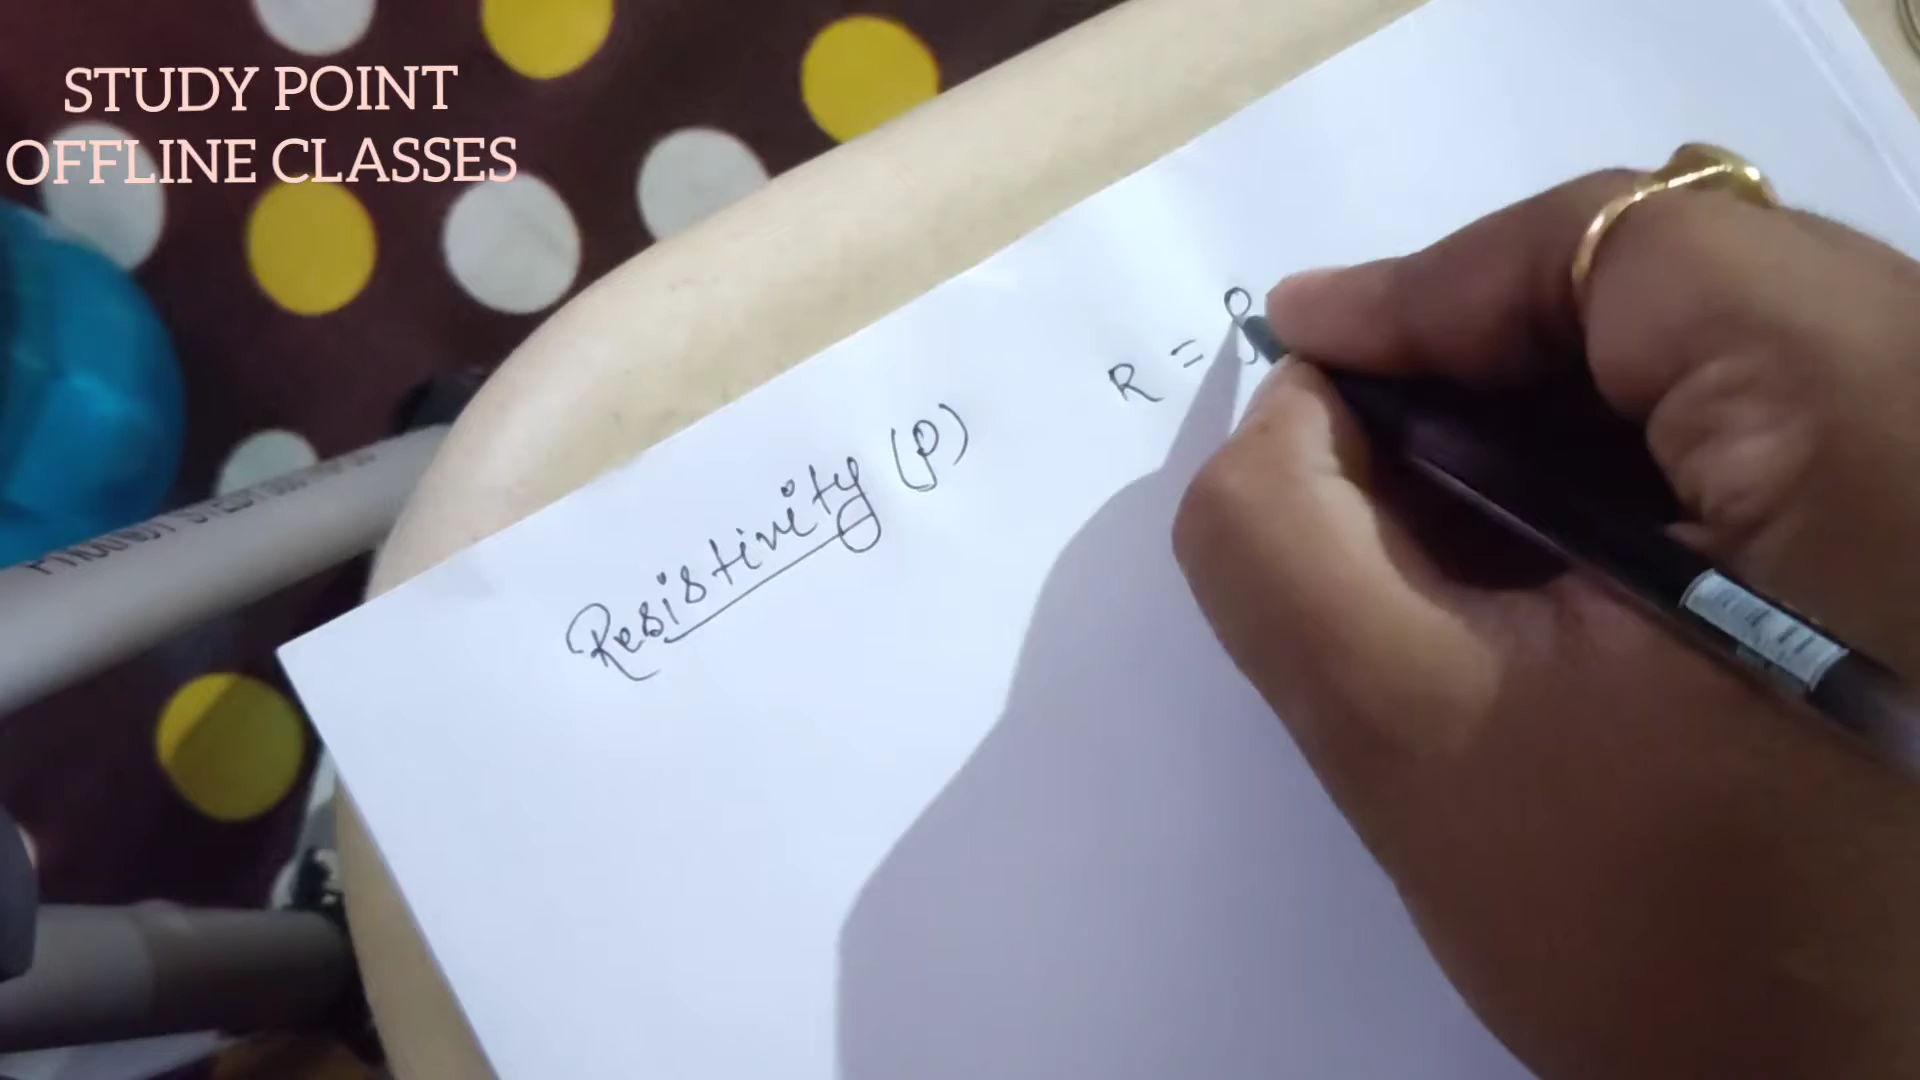 STUDY POINT
OFFLINE CLASSES
Resistivity (ρ) R = ρ